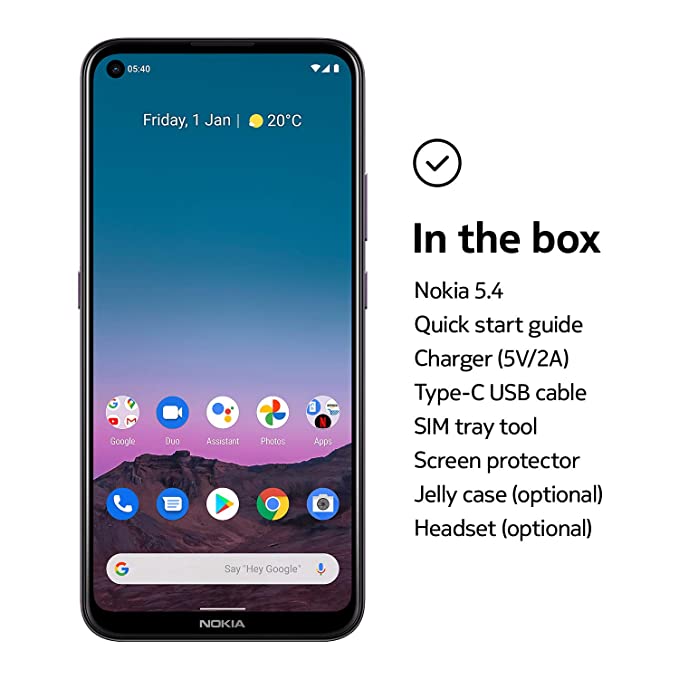 05:40
Friday, 1 Jan | 20°C
Google Duo Assistant Photos Apps
Say "Hey Google"
NOKIA
In the box
Nokia 5.4
Quick start guide
Charger (5V/2A)
Type-C USB cable
SIM tray tool
Screen protector
Jelly case (optional)
Headset (optional)